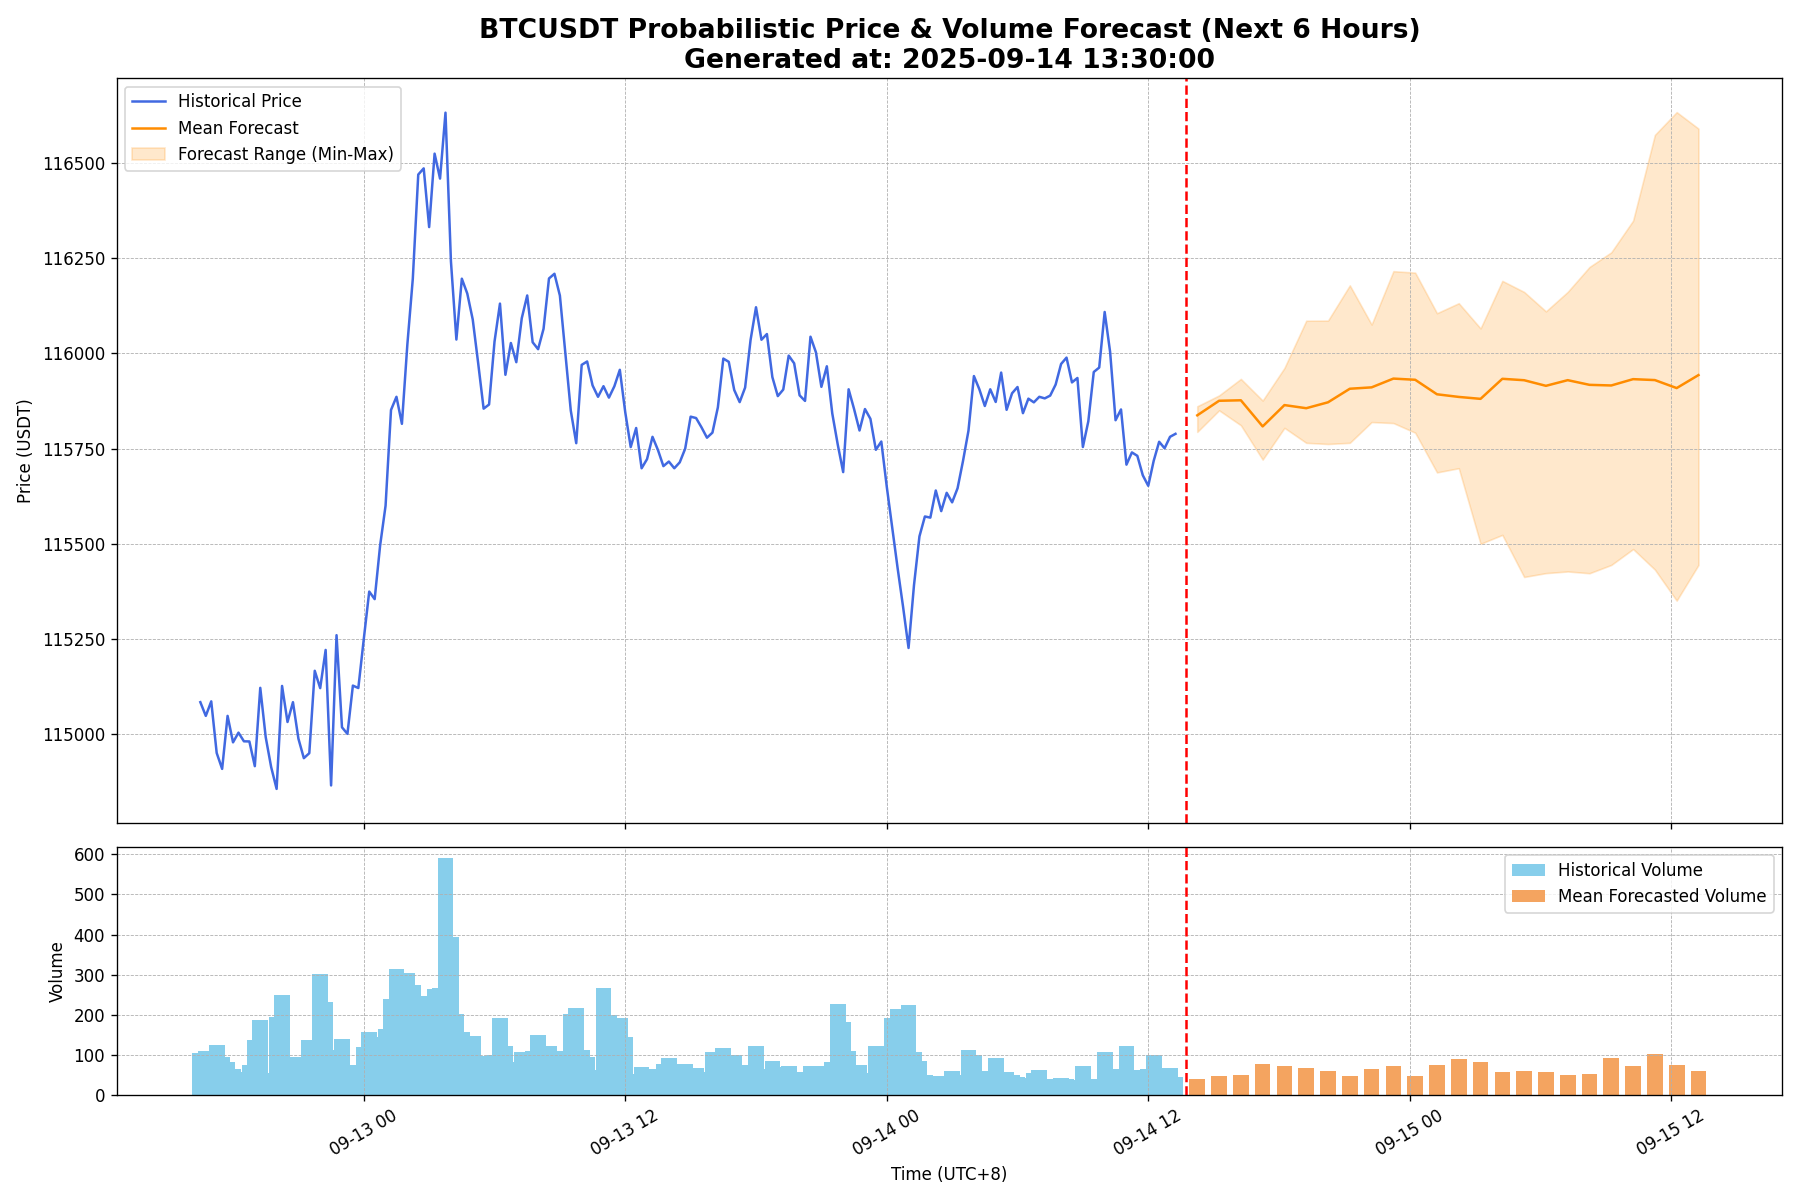 BTCUSDT Probabilistic Price & Volume Forecast (Next 6 Hours)
Generated at: 2025-09-14 13:30:00
Historical Price
Mean Forecast
Forecast Range (Min-Max)
116500
116250
116000
115750
115500
115250
115000
Price (USDT)
Historical Volume
Mean Forecasted Volume
600
500
400
300
200
100
0
Volume
09-13 00
09-13 12
09-14 00
09-14 12
09-15 00
09-15 12
Time (UTC+8)